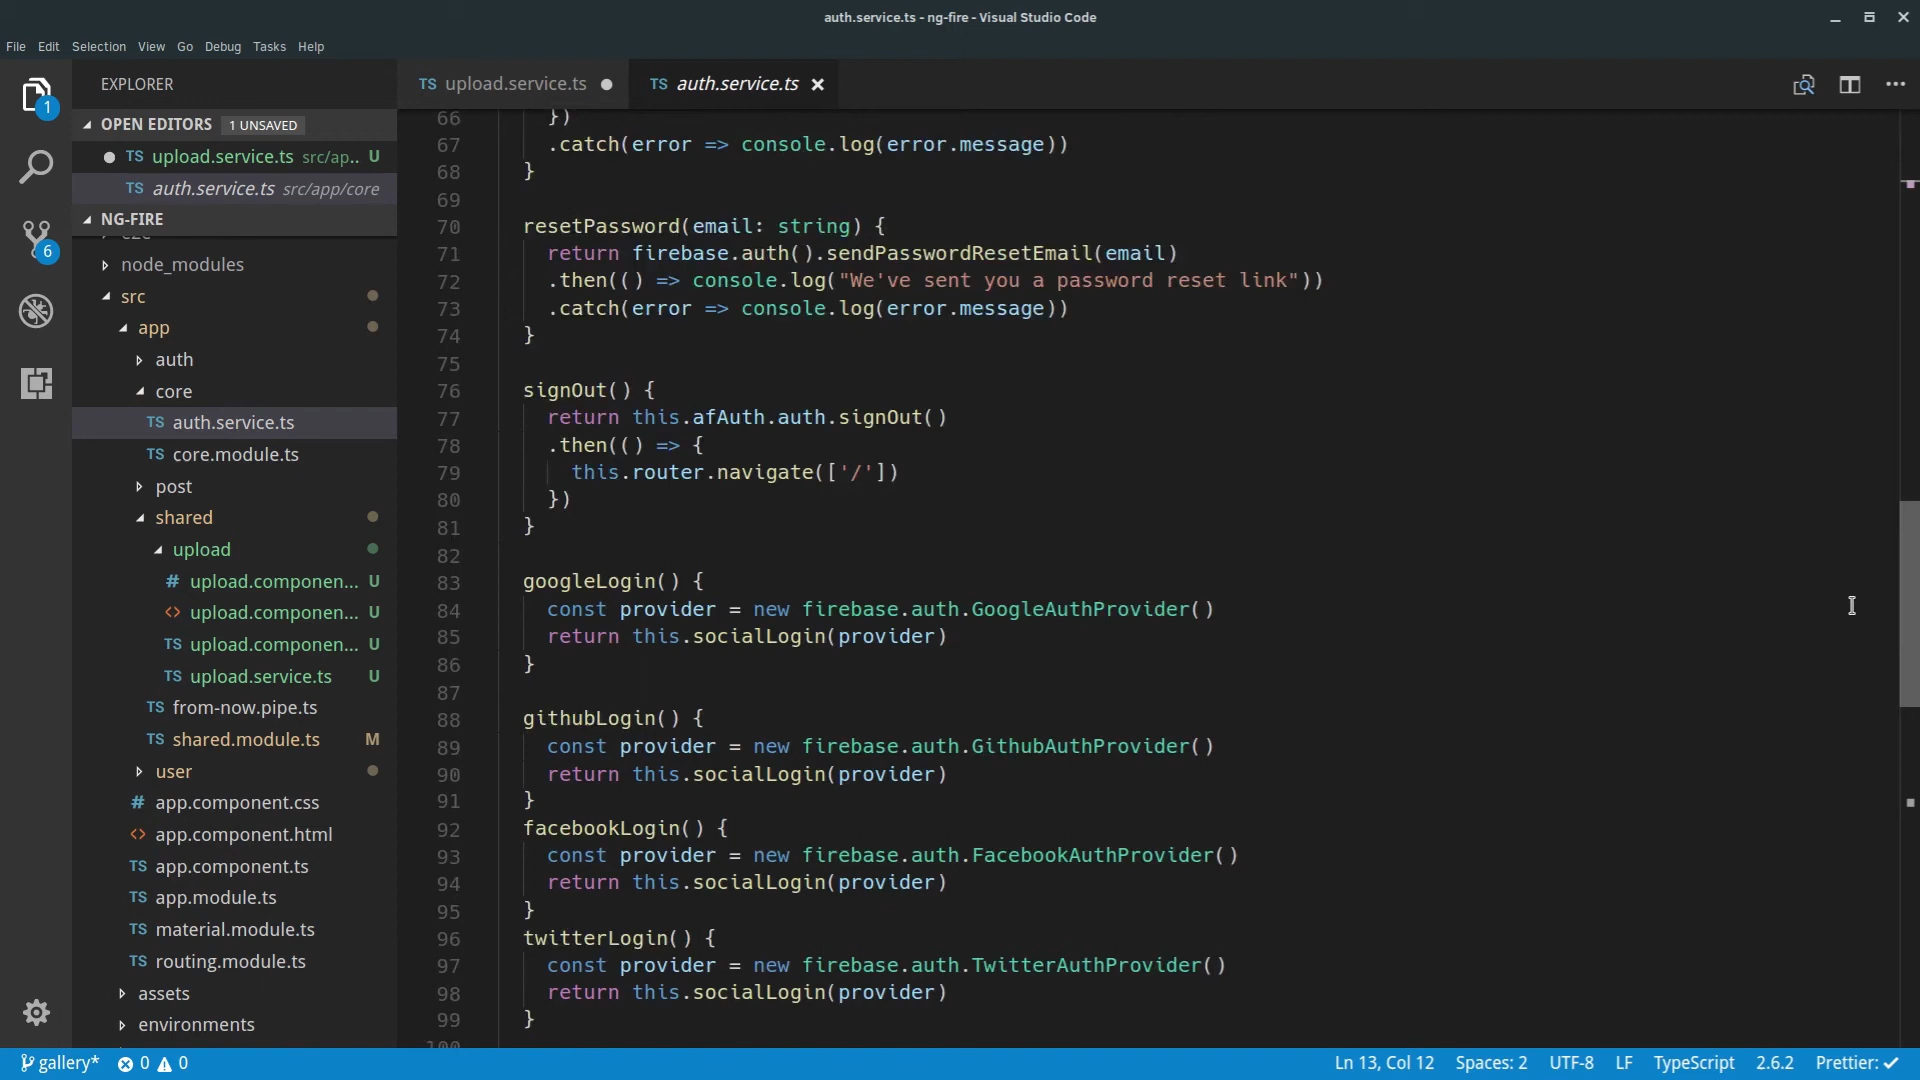 auth.service.ts - ng-fire - Visual Studio Code
File Edit Selection View Go Debug Tasks Help
EXPLORER
OPEN EDITORS 1 UNSAVED
TS upload.service.ts src/ap.. U
TS auth.service.ts src/app/core
NG-FIRE
node_modules
src
app
auth
core
TS auth.service.ts
TS core.module.ts
post
shared
upload
# upload.componen... U
<> upload.componen... U
TS upload.componen... U
TS upload.service.ts U
TS from-now.pipe.ts
TS shared.module.ts M
user
# app.component.css
<> app.component.html
TS app.component.ts
TS app.module.ts
TS material.module.ts
TS routing.module.ts
assets
environments
1
6
TS upload.service.ts
TS auth.service.ts
66 })
67 .catch(error => console.log(error.message))
68 }
69
70 resetPassword(email: string) {
71 return firebase.auth().sendPasswordResetEmail(email)
72 .then(() => console.log("We've sent you a password reset link"))
73 .catch(error => console.log(error.message))
74 }
75
76 signOut() {
77 return this.afAuth.auth.signOut()
78 .then(() => {
79 this.router.navigate(['/'])
80 })
81 }
82
83 googleLogin() {
84 const provider = new firebase.auth.GoogleAuthProvider()
85 return this.socialLogin(provider)
86 }
87
88 githubLogin() {
89 const provider = new firebase.auth.GithubAuthProvider()
90 return this.socialLogin(provider)
91 }
92 facebookLogin() {
93 const provider = new firebase.auth.FacebookAuthProvider()
94 return this.socialLogin(provider)
95 }
96 twitterLogin() {
97 const provider = new firebase.auth.TwitterAuthProvider()
98 return this.socialLogin(provider)
99 }
100
gallery* 0 0 Ln 13, Col 12 Spaces: 2 UTF-8 LF TypeScript 2.6.2 Prettier: ✓